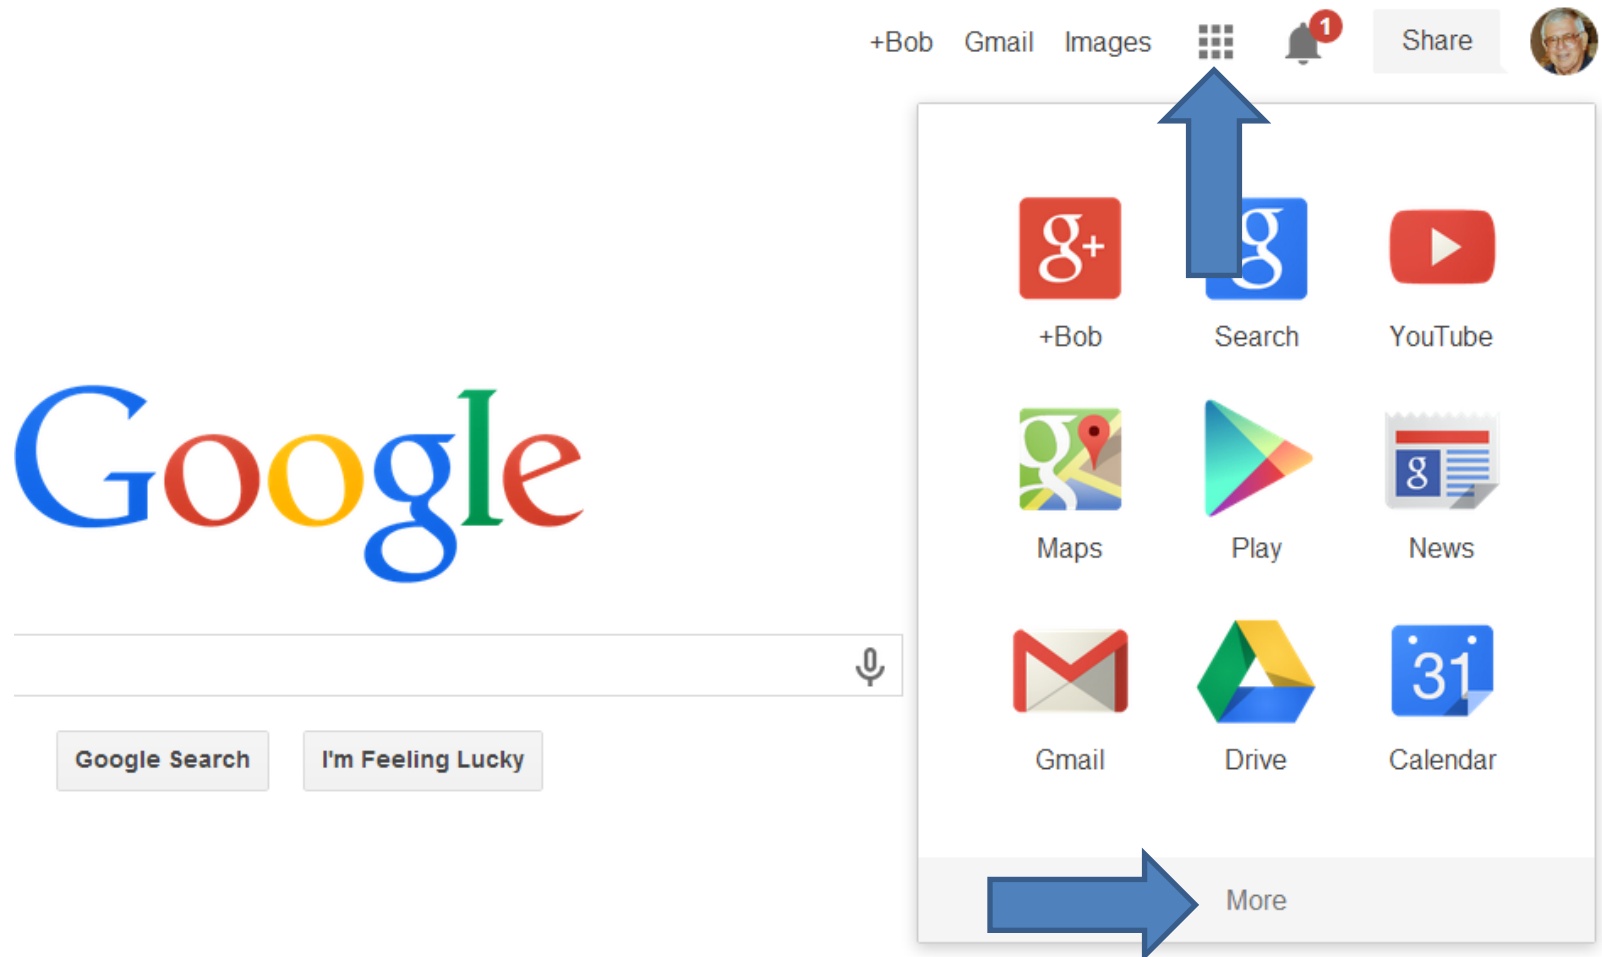 +Bob Gmail Images 1 Share
g+ g
+Bob Search YouTube
Google
g g
Maps Play News
31
Gmail Drive Calendar
Google Search I'm Feeling Lucky
More